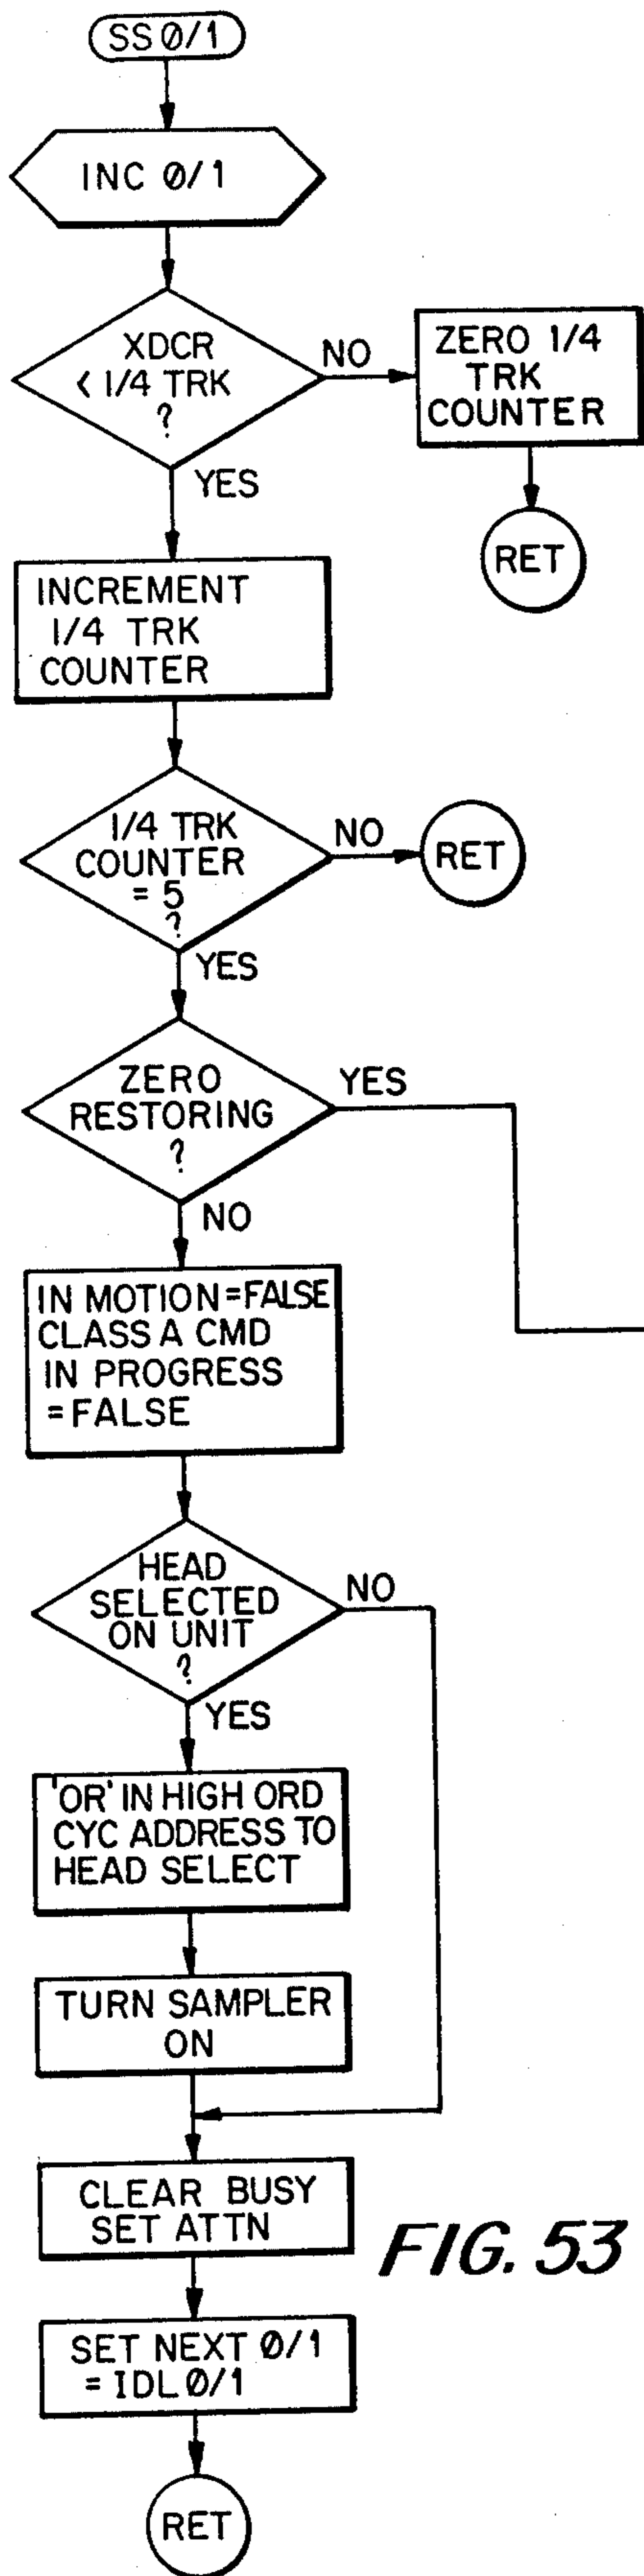 SS 0/1
INC 0/1
XDCR
< 1/4 TRK
?
NO
ZERO 1/4
TRK
COUNTER
RET
YES
INCREMENT
1/4 TRK
COUNTER
1/4 TRK
COUNTER
= 5
?
NO
RET
YES
ZERO
RESTORING
?
YES
NO
IN MOTION=FALSE
CLASS A CMD
IN PROGRESS
=FALSE
HEAD
SELECTED
ON UNIT
?
NO
YES
'OR' IN HIGH ORD
CYC ADDRESS TO
HEAD SELECT
TURN SAMPLER
ON
CLEAR BUSY
SET ATTN
FIG. 53
SET NEXT 0/1
= IDL 0/1
RET